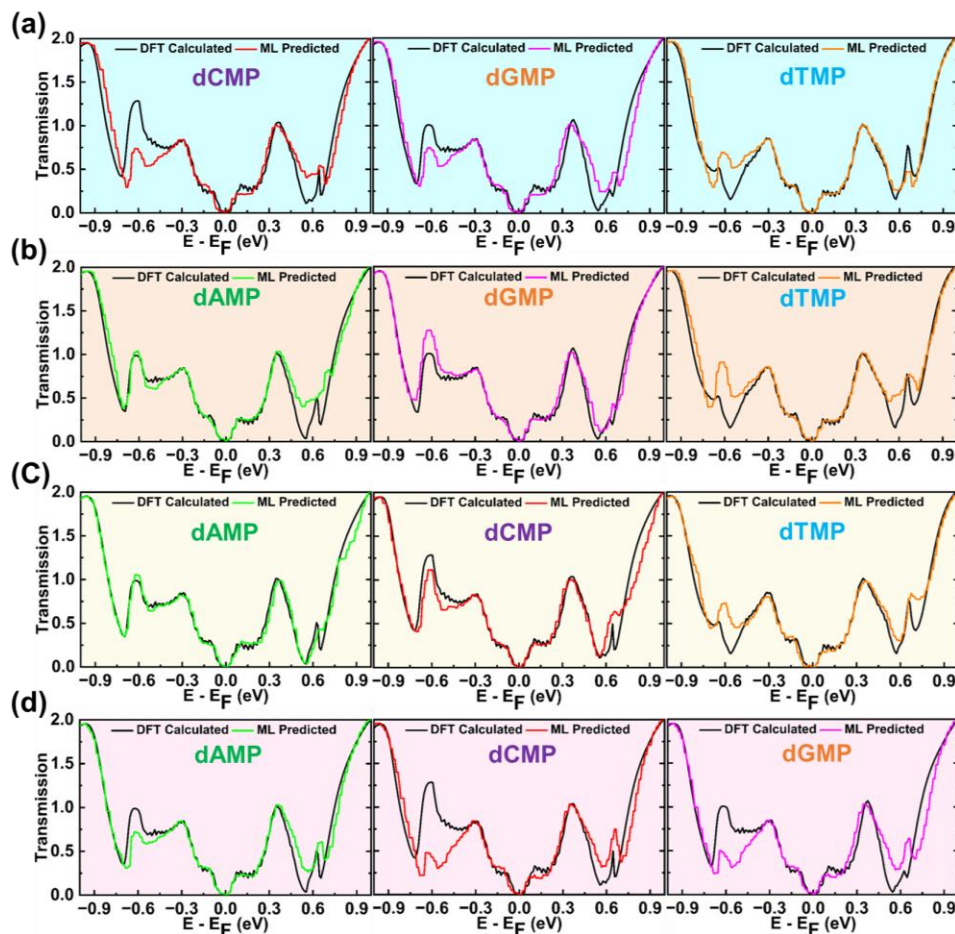 (a)
DFT Calculated ML Predicted DFT Calculated ML Predicted DFT Calculated ML Predicted
dCMP dGMP dTMP
Transmission
2.0
1.5
1.0
0.5
0.0
−0.9 −0.6 −0.3 0.0 0.3 0.6 0.9 −0.9 −0.6 −0.3 0.0 0.3 0.6 0.9 −0.9 −0.6 −0.3 0.0 0.3 0.6 0.9
E - EF (eV) E - EF (eV) E - EF (eV)
(b)
DFT Calculated ML Predicted DFT Calculated ML Predicted DFT Calculated ML Predicted
dAMP dGMP dTMP
Transmission
2.0
1.5
1.0
0.5
0.0
−0.9 −0.6 −0.3 0.0 0.3 0.6 0.9 −0.9 −0.6 −0.3 0.0 0.3 0.6 0.9 −0.9 −0.6 −0.3 0.0 0.3 0.6 0.9
E - EF (eV) E - EF (eV) E - EF (eV)
(C)
DFT Calculated ML Predicted DFT Calculated ML Predicted DFT Calculated ML Predicted
dAMP dCMP dTMP
Transmission
2.0
1.5
1.0
0.5
0.0
−0.9 −0.6 −0.3 0.0 0.3 0.6 0.9 −0.9 −0.6 −0.3 0.0 0.3 0.6 0.9 −0.9 −0.6 −0.3 0.0 0.3 0.6 0.9
E - EF (eV) E - EF (eV) E - EF (eV)
(d)
DFT Calculated ML Predicted DFT Calculated ML Predicted DFT Calculated ML Predicted
dAMP dCMP dGMP
Transmission
2.0
1.5
1.0
0.5
0.0
−0.9 −0.6 −0.3 0.0 0.3 0.6 0.9 −0.9 −0.6 −0.3 0.0 0.3 0.6 0.9 −0.9 −0.6 −0.3 0.0 0.3 0.6 0.9
E - EF (eV) E - EF (eV) E - EF (eV)